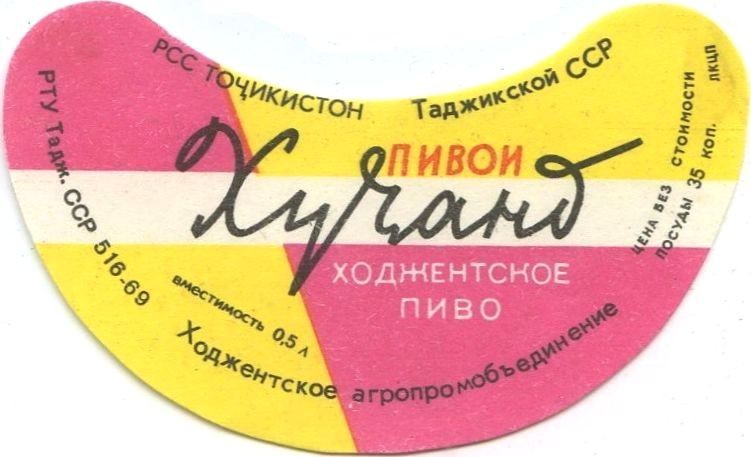 РСС ТОҶИКИСТОН
Таджикской ССР
РТУ Тадж. ССР 516-69
ПИВОИ
Хуҷанд
ЦЕНА БЕЗ СТОИМОСТИ
ПОСУДЫ 35 КОП. ЛКЦП
ХОДЖЕНТСКОЕ
ПИВО
вместимость 0,5 л
Ходжентское агропромобъединение